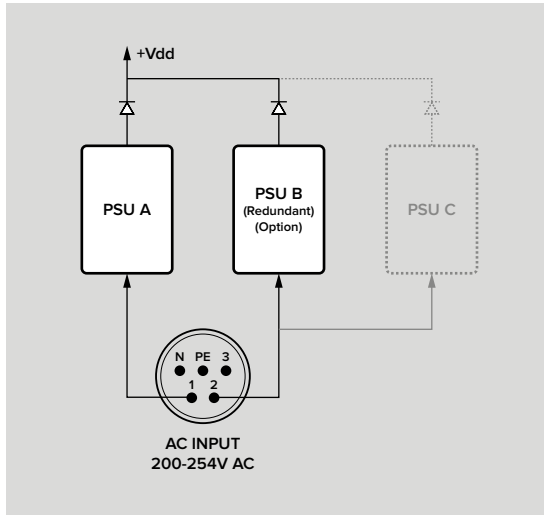 +Vdd
PSU A
PSU B
(Redundant)
(Option)
PSU C
N PE 3
1 2
AC INPUT
200-254V AC